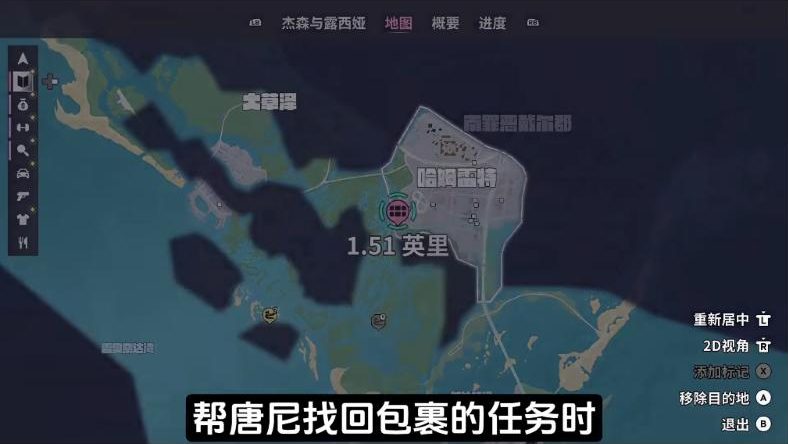 LB 杰森与露西娅 地图 概要 进度 RB
大草泽
哈姆雷特
1.51 英里
重新居中 L
2D视角 R
添加标记 X
移除目的地 A
退出 B
帮唐尼找回包裹的任务时